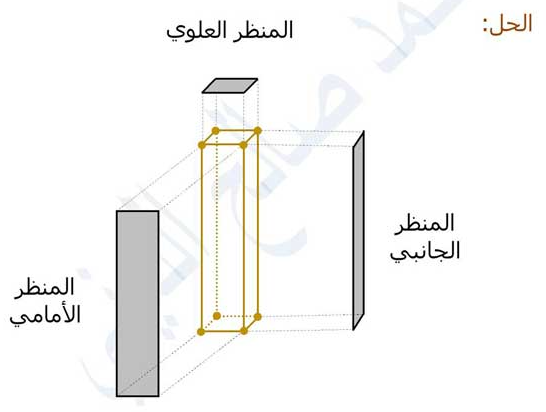 الحل:
المنظر العلوي
المنظر
الجانبي
المنظر
الأمامي